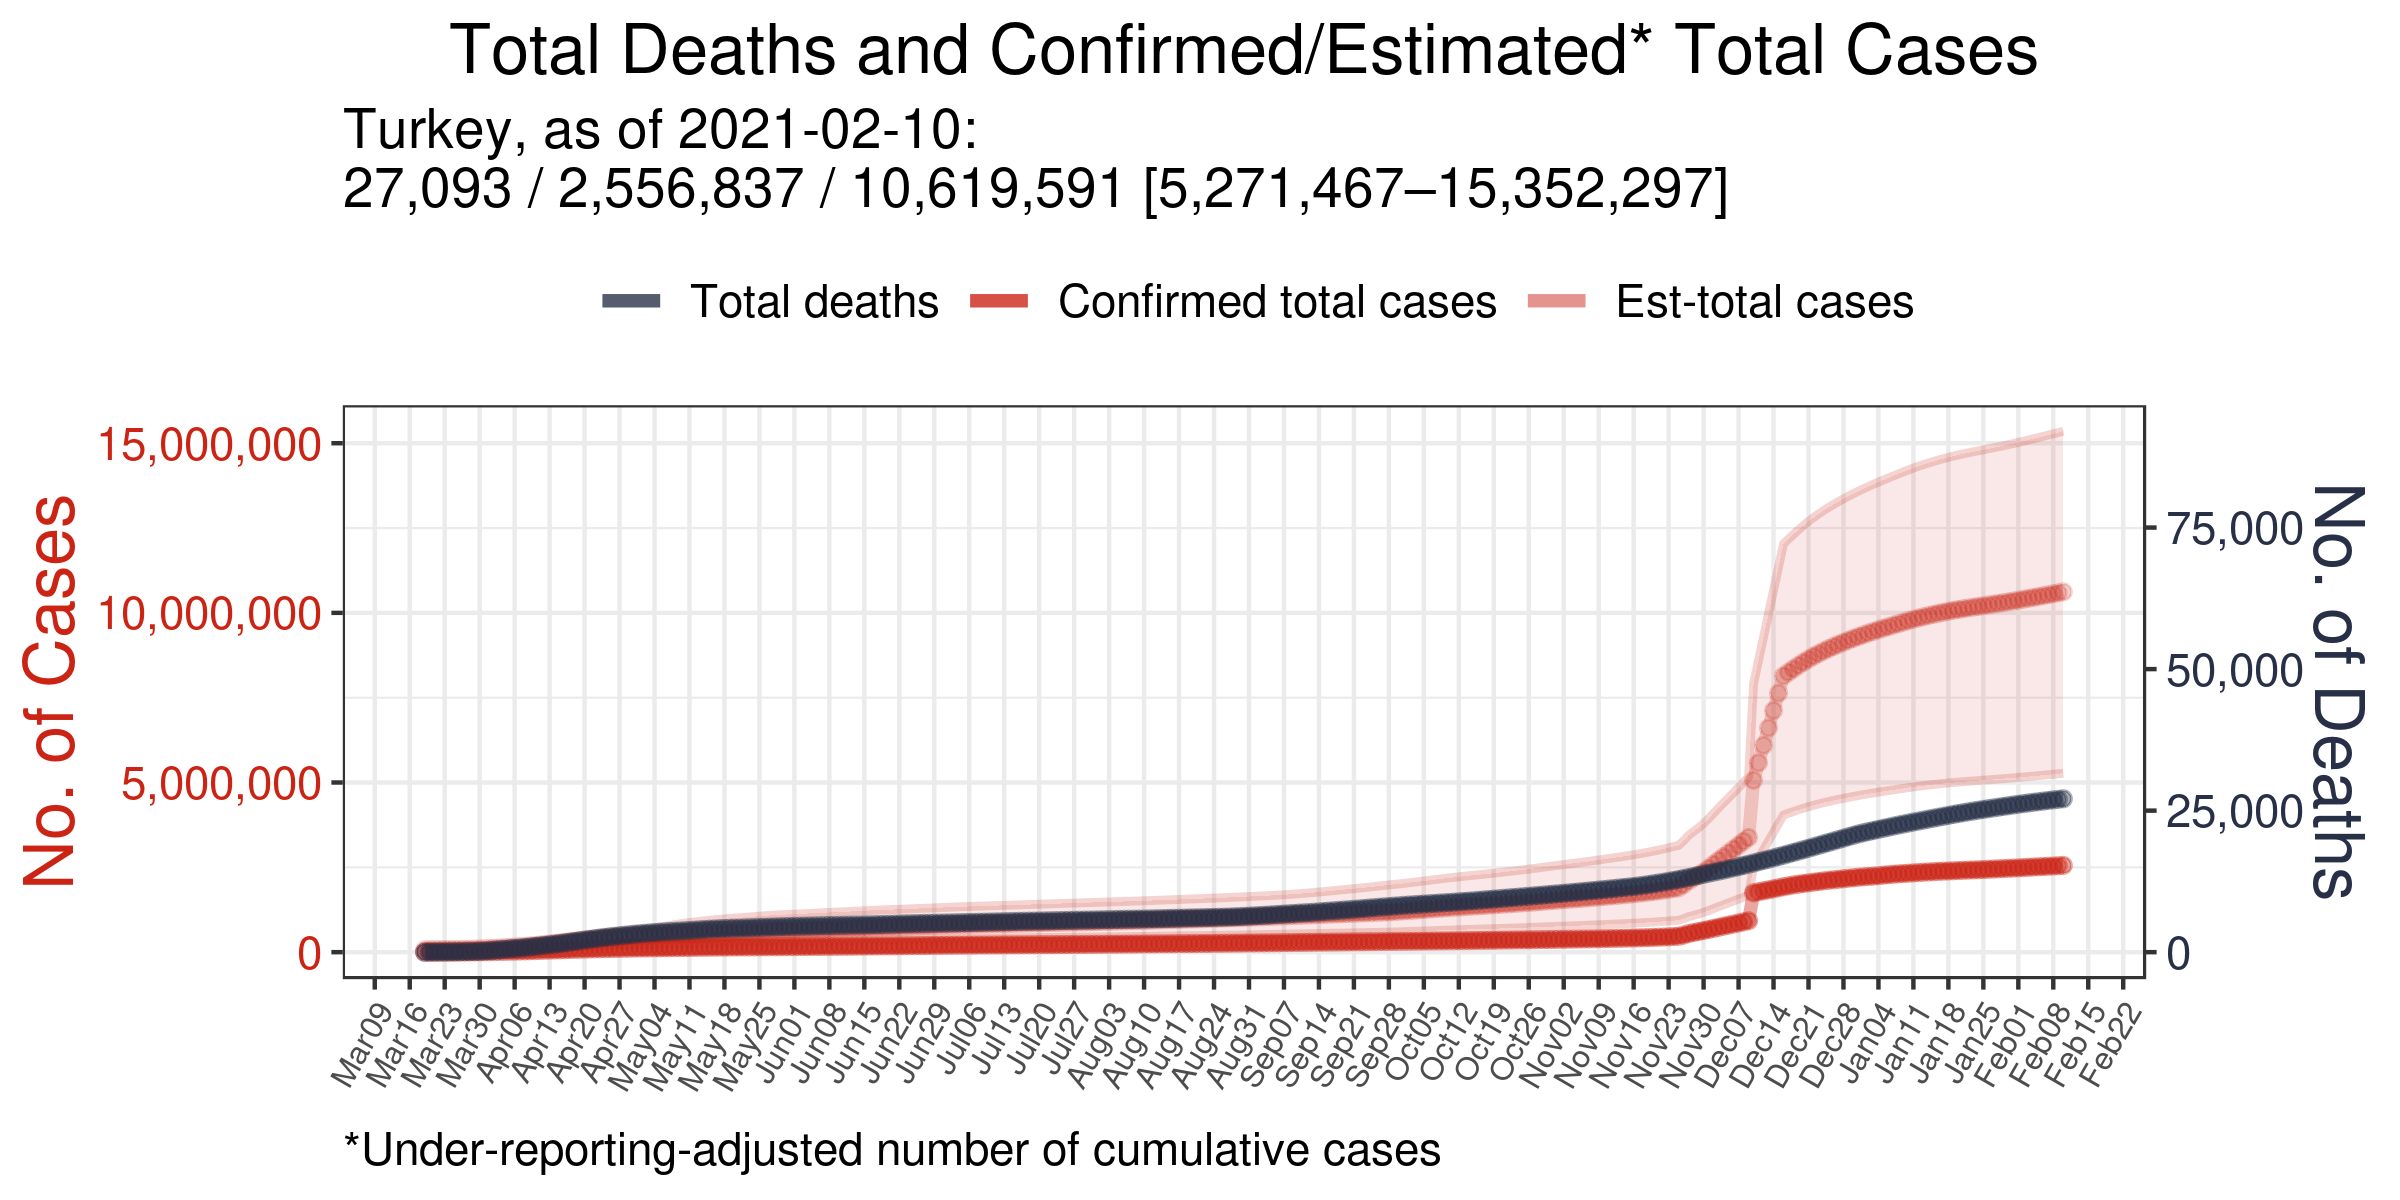 Total Deaths and Confirmed/Estimated* Total Cases
Turkey, as of 2021-02-10:
27,093 / 2,556,837 / 10,619,591 [5,271,467–15,352,297]
Total deaths
Confirmed total cases
Est-total cases
No. of Cases
15,000,000
10,000,000
5,000,000
0
75,000
50,000
25,000
0
No. of Deaths
Mar09
Mar16
Mar23
Mar30
Apr06
Apr13
Apr20
Apr27
May04
May11
May18
May25
Jun01
Jun08
Jun15
Jun22
Jun29
Jul06
Jul13
Jul20
Jul27
Aug03
Aug10
Aug17
Aug24
Aug31
Sep07
Sep14
Sep21
Sep28
Oct05
Oct12
Oct19
Oct26
Nov02
Nov09
Nov16
Nov23
Nov30
Dec07
Dec14
Dec21
Dec28
Jan04
Jan11
Jan18
Jan25
Feb01
Feb08
Feb15
Feb22
*Under-reporting-adjusted number of cumulative cases